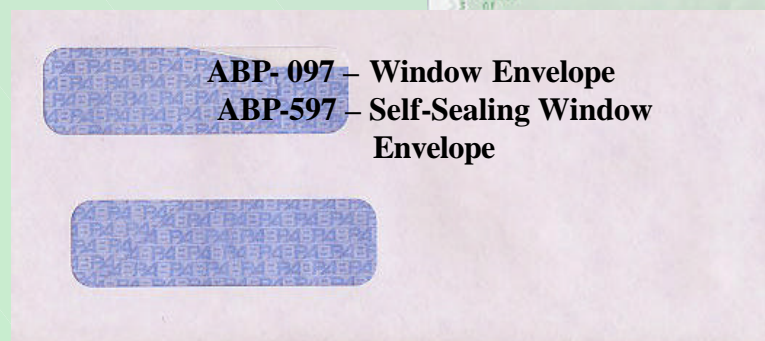 ABP- 097 – Window Envelope
ABP-597 – Self-Sealing Window
Envelope